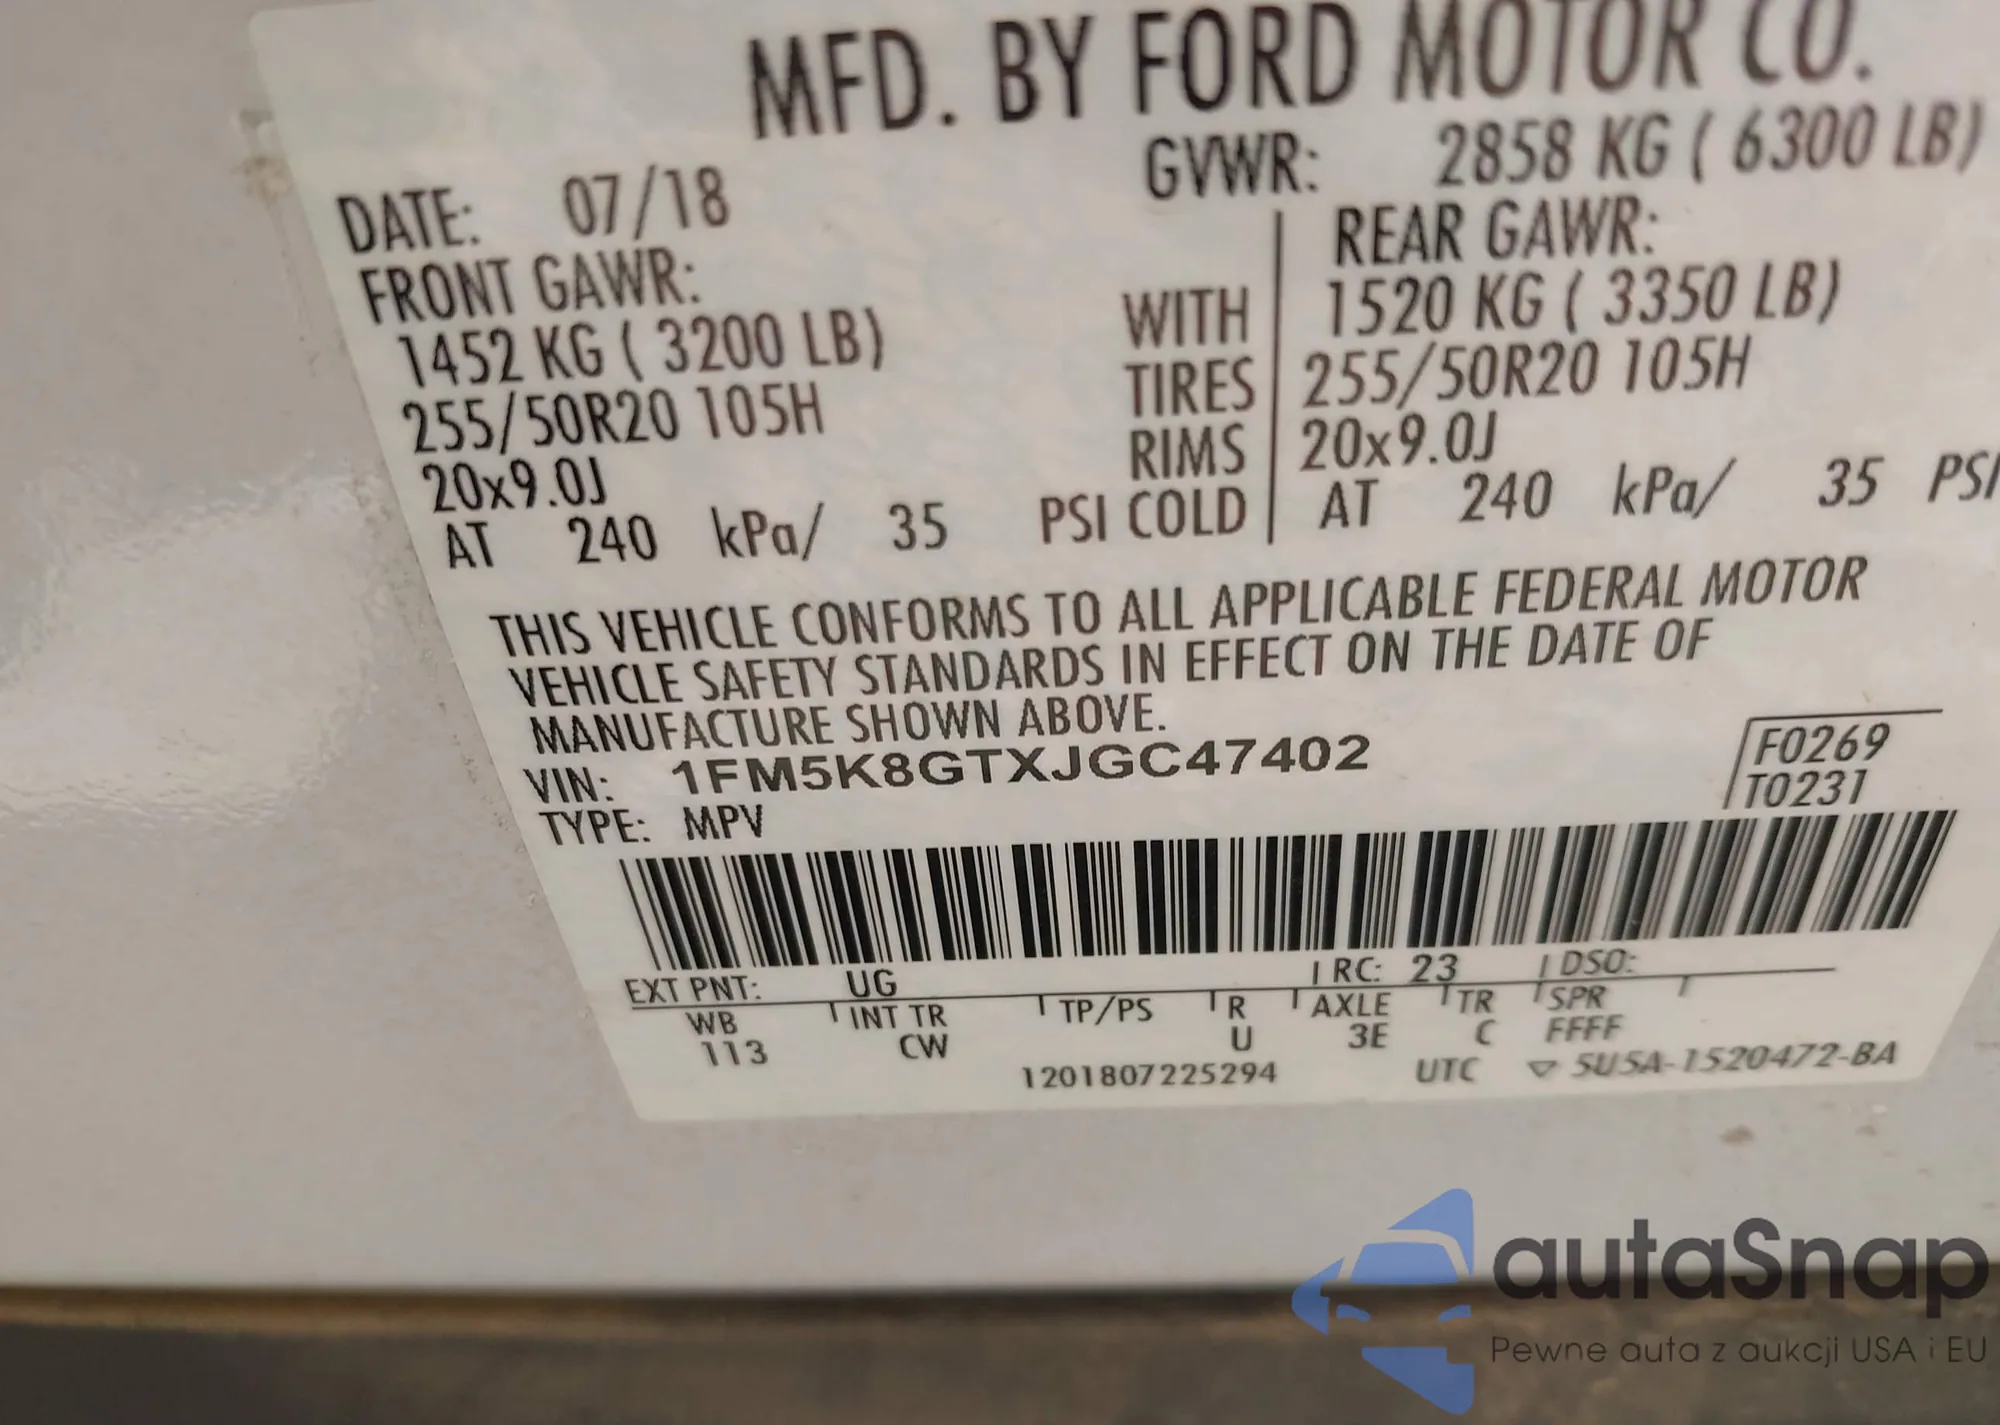 MFD. BY FORD MOTOR CO.
DATE: 07/18 GVWR: 2858 KG ( 6300 LB)
FRONT GAWR: REAR GAWR:
1452 KG ( 3200 LB) WITH 1520 KG ( 3350 LB)
255/50R20 105H TIRES 255/50R20 105H
20x9.0J RIMS 20x9.0J
AT 240 kPa/ 35 PSI COLD AT 240 kPa/ 35 PSI
THIS VEHICLE CONFORMS TO ALL APPLICABLE FEDERAL MOTOR
VEHICLE SAFETY STANDARDS IN EFFECT ON THE DATE OF
MANUFACTURE SHOWN ABOVE.
VIN: 1FM5K8GTXJGC47402 F0269
TYPE: MPV T0231
EXT PNT: UG RC: 23 DSO:
WB INT TR TP/PS R AXLE TR SPR
113 CW U 3E C FFFF
1201807225294 UTC ▽ 5U5A-1520472-BA
autaSnap
Pewne auta z aukcji USA i EU